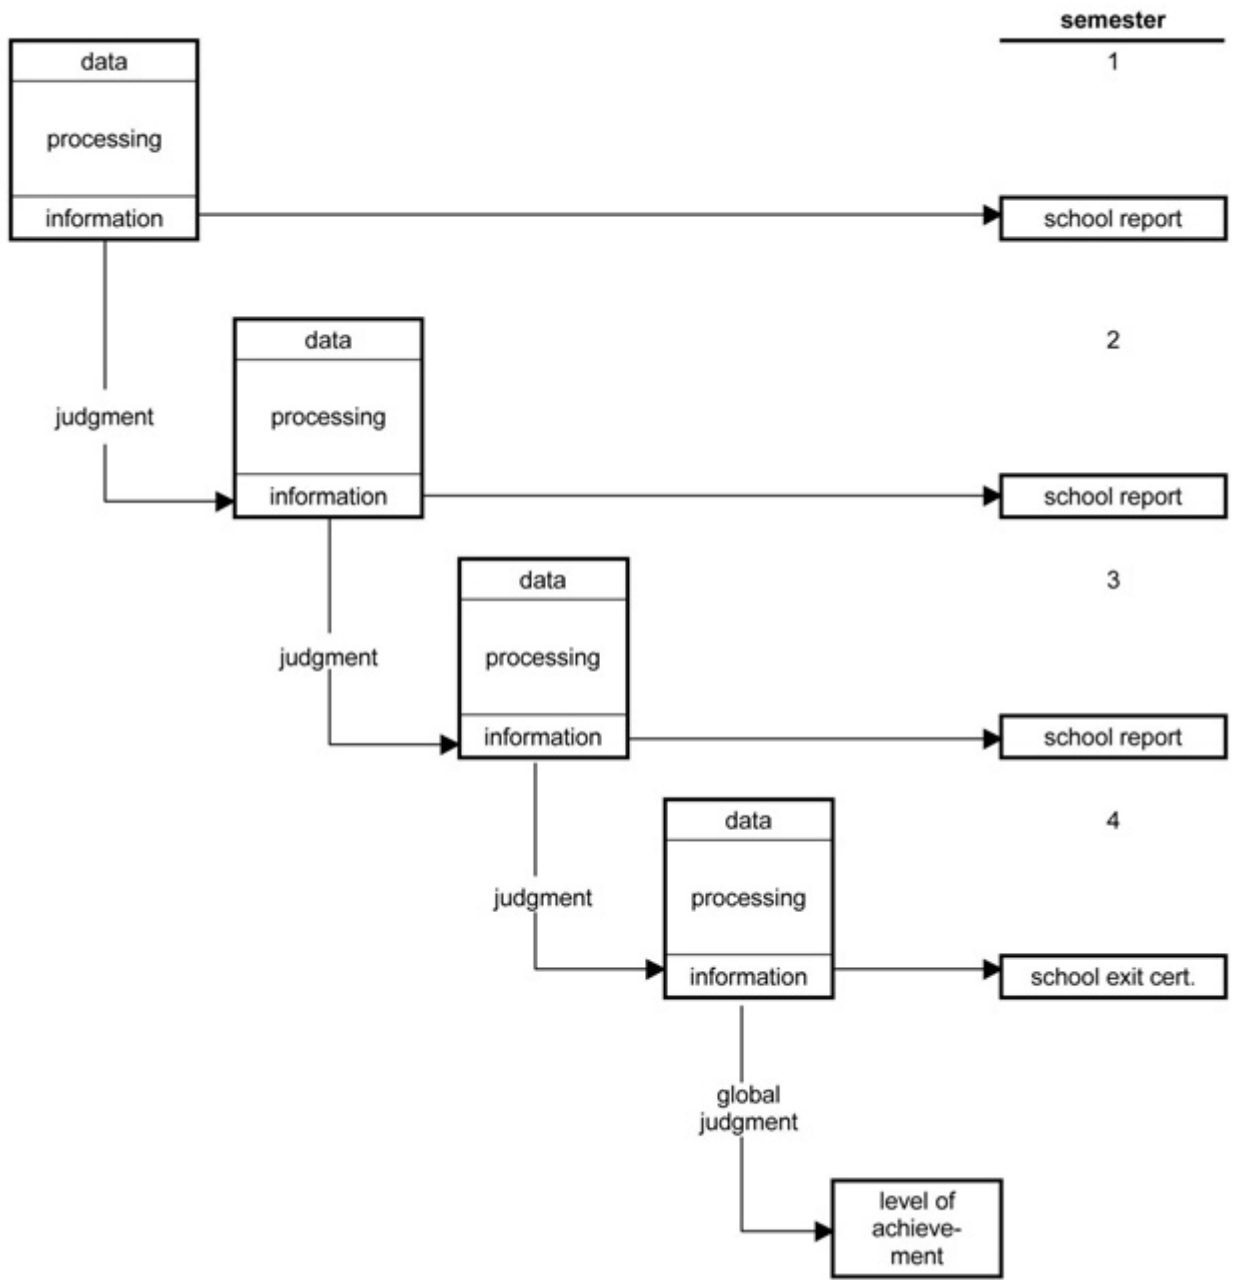 semester
data
1
processing
information
school report
data
2
judgment
processing
information
school report
data
3
judgment
processing
information
school report
data
4
judgment
processing
information
school exit cert.
global
judgment
level of
achieve-
ment